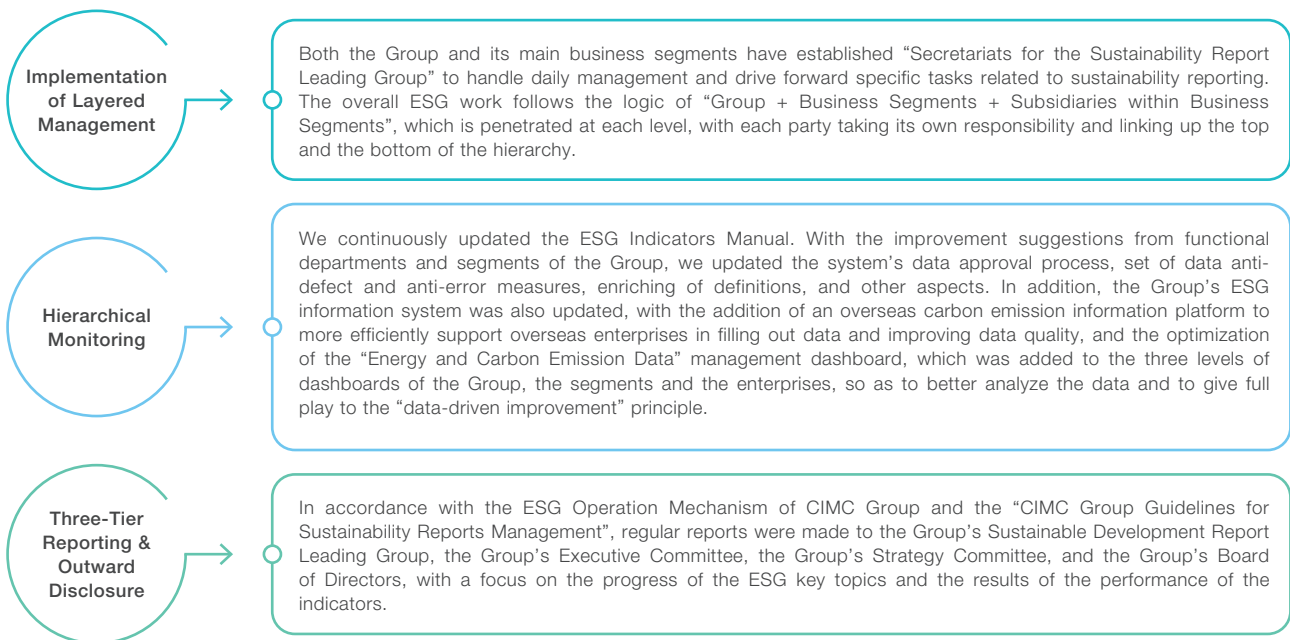 Implementation
of Layered
Management
Both the Group and its main business segments have established “Secretariats for the Sustainability Report
Leading Group” to handle daily management and drive forward specific tasks related to sustainability reporting.
The overall ESG work follows the logic of “Group + Business Segments + Subsidiaries within Business
Segments”, which is penetrated at each level, with each party taking its own responsibility and linking up the top
and the bottom of the hierarchy.
Hierarchical
Monitoring
We continuously updated the ESG Indicators Manual. With the improvement suggestions from functional
departments and segments of the Group, we updated the system’s data approval process, set of data anti-
defect and anti-error measures, enriching of definitions, and other aspects. In addition, the Group’s ESG
information system was also updated, with the addition of an overseas carbon emission information platform to
more efficiently support overseas enterprises in filling out data and improving data quality, and the optimization
of the “Energy and Carbon Emission Data” management dashboard, which was added to the three levels of
dashboards of the Group, the segments and the enterprises, so as to better analyze the data and to give full
play to the “data-driven improvement” principle.
Three-Tier
Reporting &
Outward
Disclosure
In accordance with the ESG Operation Mechanism of CIMC Group and the “CIMC Group Guidelines for
Sustainability Reports Management”, regular reports were made to the Group’s Sustainable Development Report
Leading Group, the Group’s Executive Committee, the Group’s Strategy Committee, and the Group’s Board
of Directors, with a focus on the progress of the ESG key topics and the results of the performance of the
indicators.